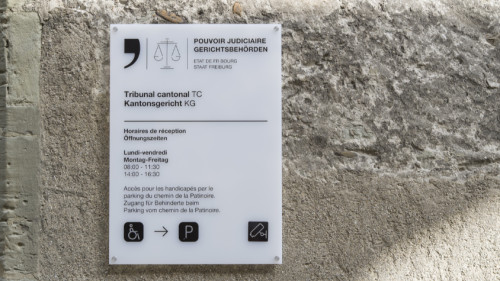 POUVOIR JUDICIAIRE
GERICHTSBEHÖRDEN
ETAT DE FRIBOURG
STAAT FREIBURG
Tribunal cantonal TC
Kantonsgericht KG
Horaires de réception
Öffnungszeiten
Lundi-vendredi
Montag-Freitag
08:00 - 11:30
14:00 - 16:30
Accès pour les handicapés par le
parking du chemin de la Patinoire.
Zugang für Behinderte beim
Parking vom chemin de la Patinoire.
P